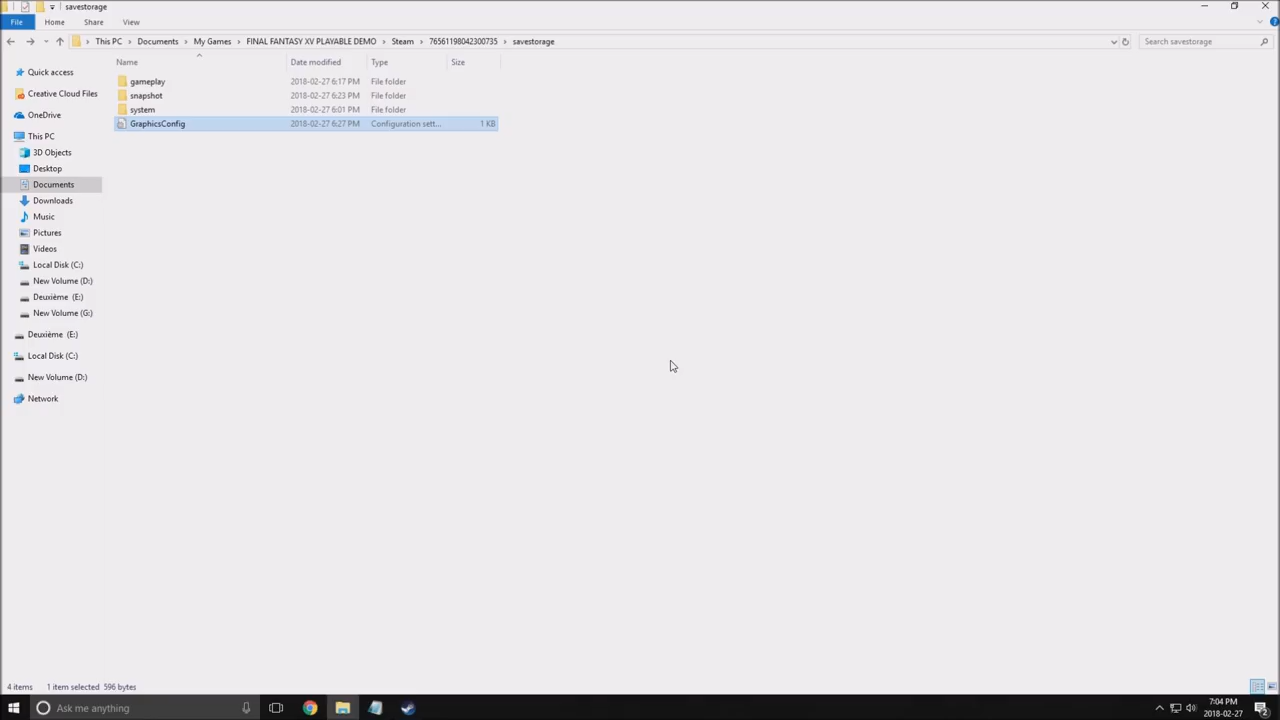 savestorage
File Home Share View
This PC Documents My Games FINAL FANTASY XV PLAYABLE DEMO Steam 76561198042300735 savestorage Search savestorage
Name Date modified Type Size
Quick access
Creative Cloud Files
OneDrive
This PC
3D Objects
Desktop
Documents
Downloads
Music
Pictures
Videos
Local Disk (C:)
New Volume (D:)
Deuxième (E:)
New Volume (G:)
Deuxième (E:)
Local Disk (C:)
New Volume (D:)
Network
gameplay 2018-02-27 6:17 PM File folder
snapshot 2018-02-27 6:23 PM File folder
system 2018-02-27 6:01 PM File folder
GraphicsConfig 2018-02-27 6:27 PM Configuration sett... 1 KB
4 items 1 item selected 596 bytes
Ask me anything
7:04 PM
2018-02-27
2